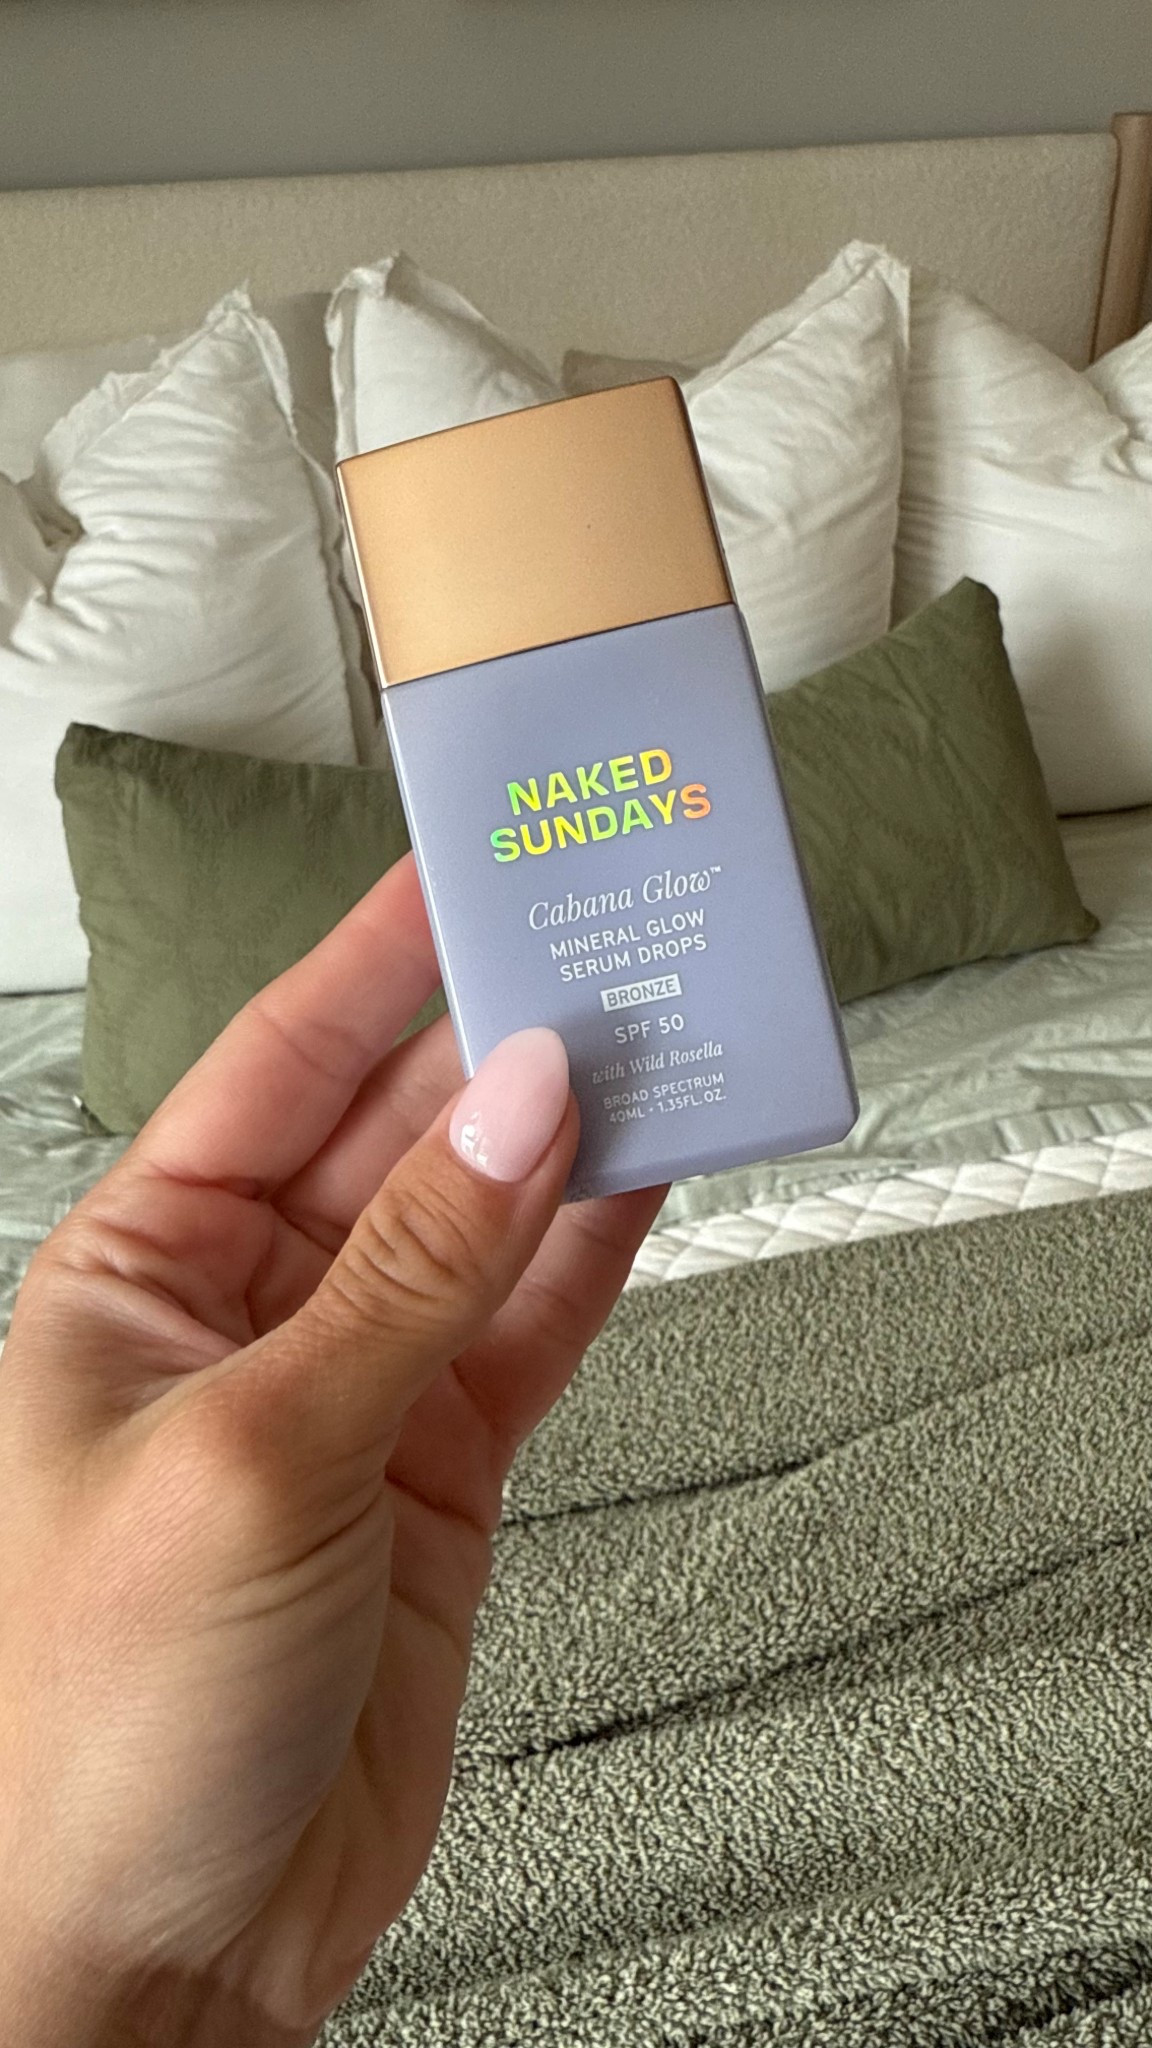 NAKED
SUNDAYS
Cabana Glow™
MINERAL GLOW
SERUM DROPS
BRONZE
SPF 50
with Wild Rosella
BROAD SPECTRUM
40ML - 1.35FL. OZ.